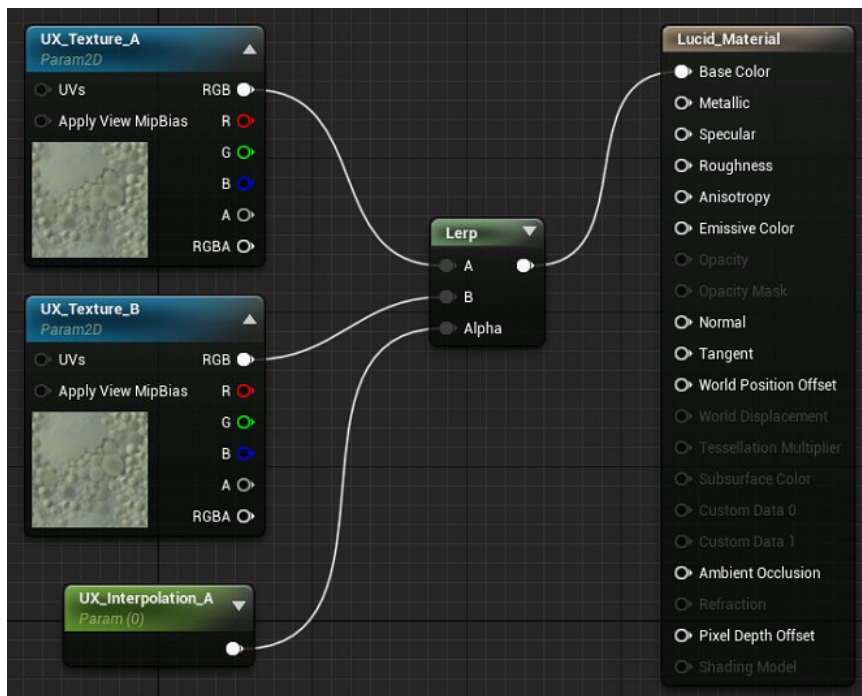 UX_Texture_A
Param2D
UVs
RGB
Apply View MipBias
R
G
B
A
RGBA
UX_Texture_B
Param2D
UVs
RGB
Apply View MipBias
R
G
B
A
RGBA
UX_Interpolation_A
Param (0)
Lerp
A
B
Alpha
Lucid_Material
Base Color
Metallic
Specular
Roughness
Anisotropy
Emissive Color
Opacity
Opacity Mask
Normal
Tangent
World Position Offset
World Displacement
Tessellation Multiplier
Subsurface Color
Custom Data 0
Custom Data 1
Ambient Occlusion
Refraction
Pixel Depth Offset
Shading Model